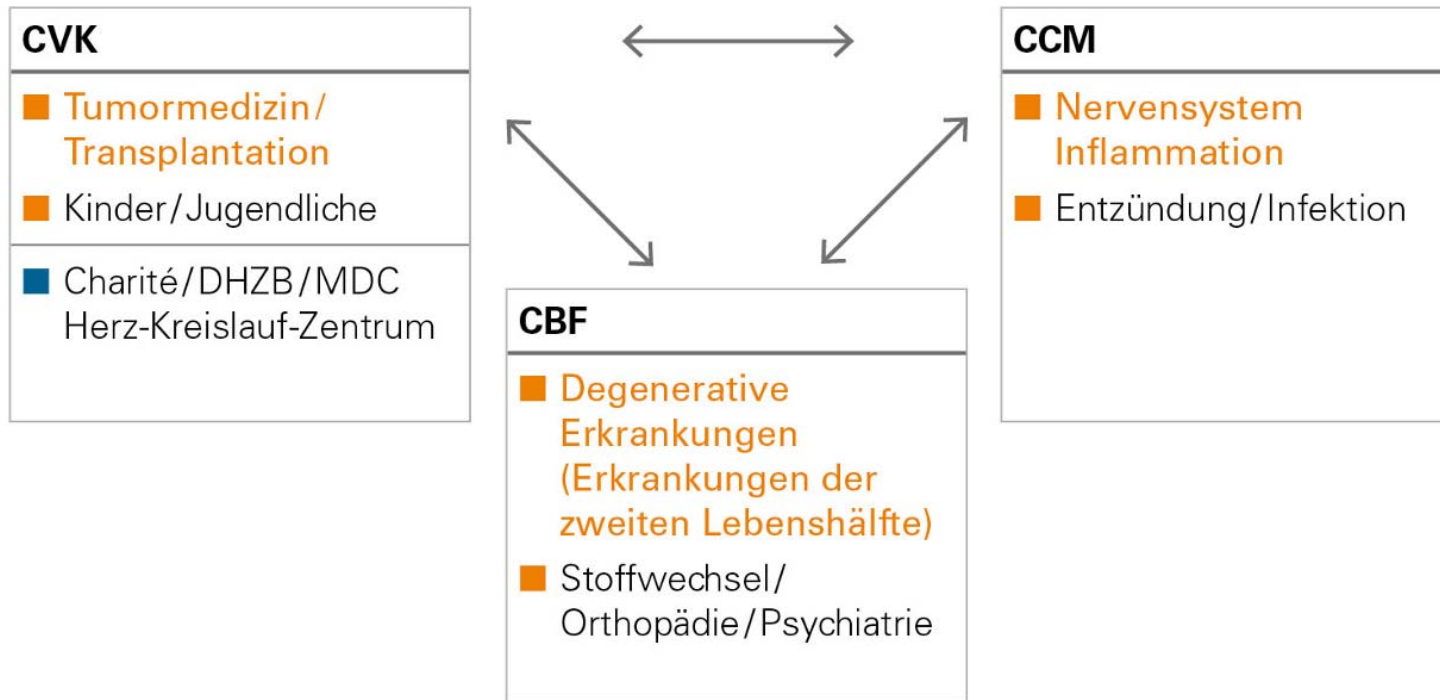 CVK
Tumormedizin/
Transplantation
Kinder/Jugendliche
Charité/DHZB/MDC
Herz-Kreislauf-Zentrum
CCM
Nervensystem
Inflammation
Entzündung/Infektion
CBF
Degenerative
Erkrankungen
(Erkrankungen der
zweiten Lebenshälfte)
Stoffwechsel/
Orthopädie/Psychiatrie